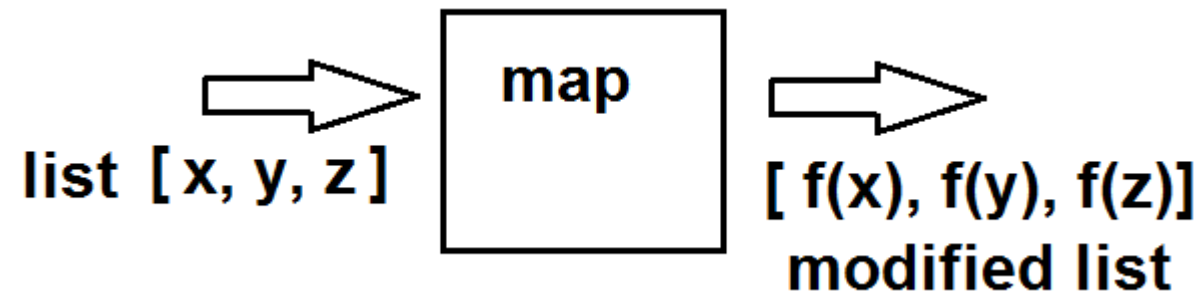 map
list [ x, y, z ]
[ f(x), f(y), f(z)]
modified list